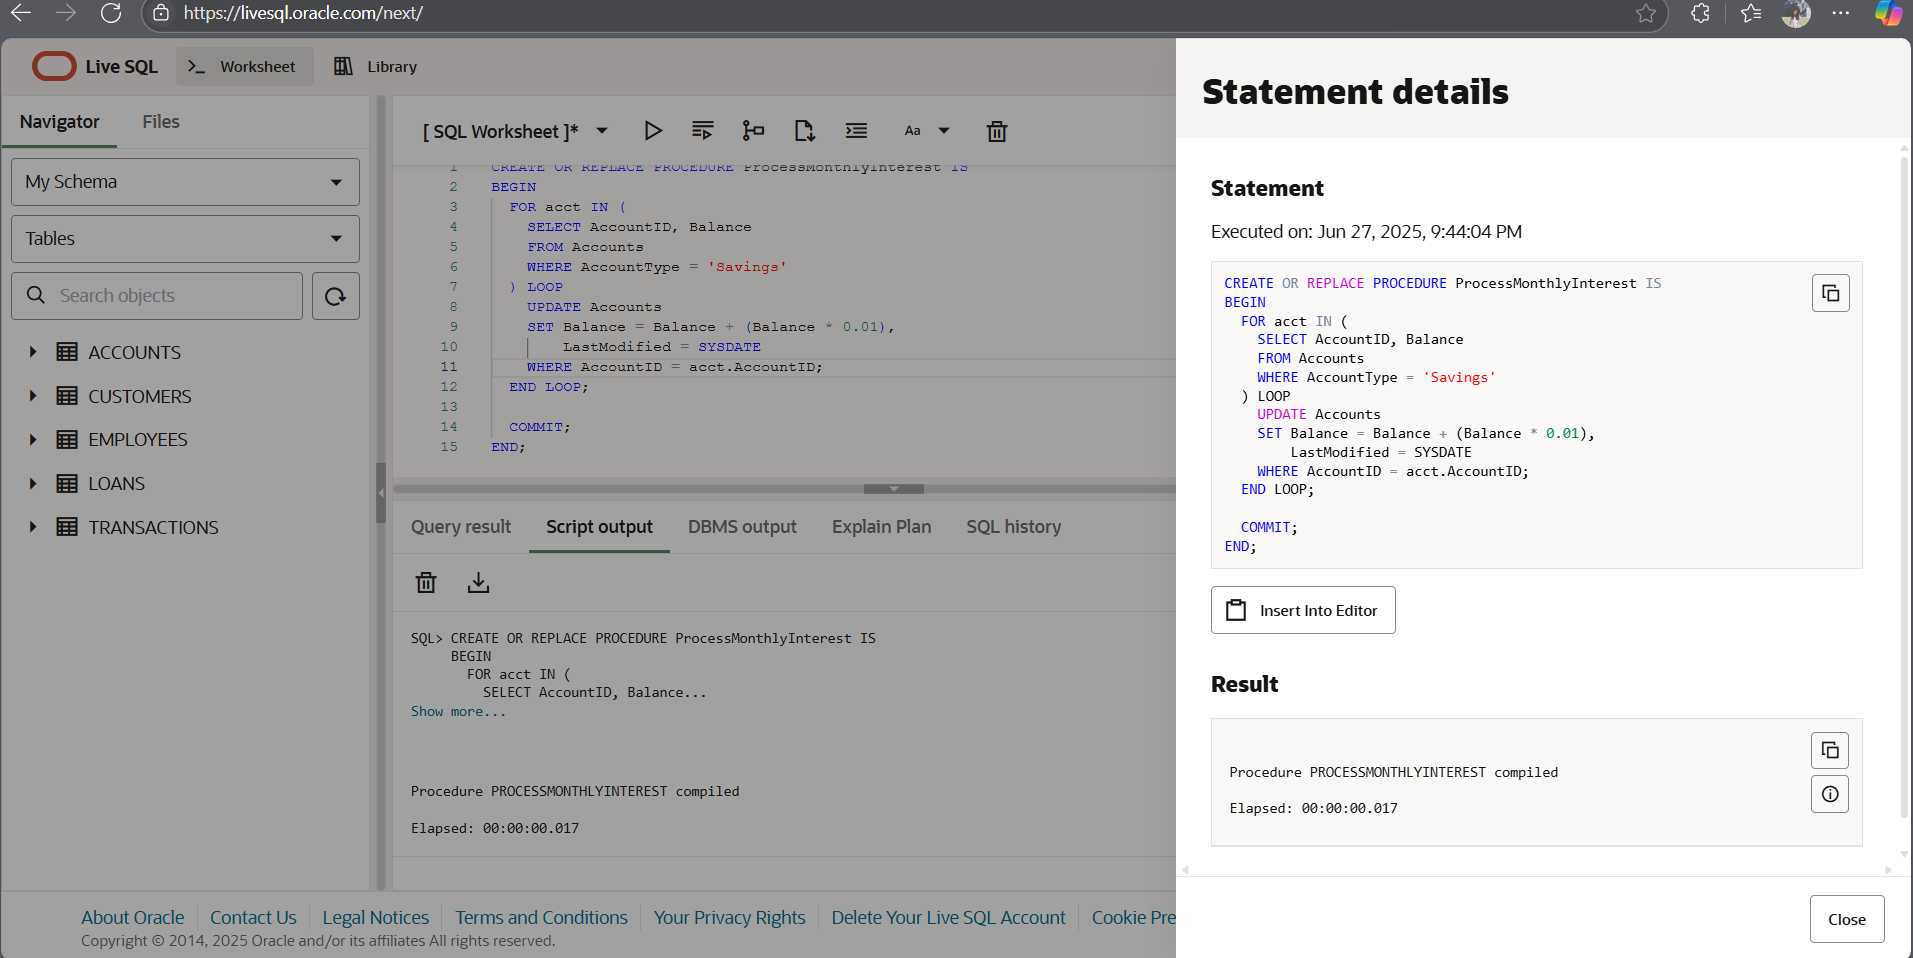 https://livesql.oracle.com/next/
Live SQL
Worksheet
Library
Navigator
Files
My Schema
Tables
Search objects
ACCOUNTS
CUSTOMERS
EMPLOYEES
LOANS
TRANSACTIONS
[ SQL Worksheet ]*
Aa
1 CREATE OR REPLACE PROCEDURE ProcessMonthlyInterest IS
2 BEGIN
3   FOR acct IN (
4     SELECT AccountID, Balance
5     FROM Accounts
6     WHERE AccountType = 'Savings'
7   ) LOOP
8     UPDATE Accounts
9     SET Balance = Balance + (Balance * 0.01),
10         LastModified = SYSDATE
11     WHERE AccountID = acct.AccountID;
12   END LOOP;
13
14   COMMIT;
15 END;
Query result
Script output
DBMS output
Explain Plan
SQL history
SQL> CREATE OR REPLACE PROCEDURE ProcessMonthlyInterest IS
BEGIN
FOR acct IN (
SELECT AccountID, Balance...
Show more...
Procedure PROCESSMONTHLYINTEREST compiled
Elapsed: 00:00:00.017
About Oracle
Contact Us
Legal Notices
Terms and Conditions
Your Privacy Rights
Delete Your Live SQL Account
Cookie Pre
Copyright © 2014, 2025 Oracle and/or its affiliates All rights reserved.
Statement details
Statement
Executed on: Jun 27, 2025, 9:44:04 PM
CREATE OR REPLACE PROCEDURE ProcessMonthlyInterest IS
BEGIN
  FOR acct IN (
    SELECT AccountID, Balance
    FROM Accounts
    WHERE AccountType = 'Savings'
  ) LOOP
    UPDATE Accounts
    SET Balance = Balance + (Balance * 0.01),
        LastModified = SYSDATE
    WHERE AccountID = acct.AccountID;
  END LOOP;

  COMMIT;
END;
Insert Into Editor
Result
Procedure PROCESSMONTHLYINTEREST compiled
Elapsed: 00:00:00.017
Close